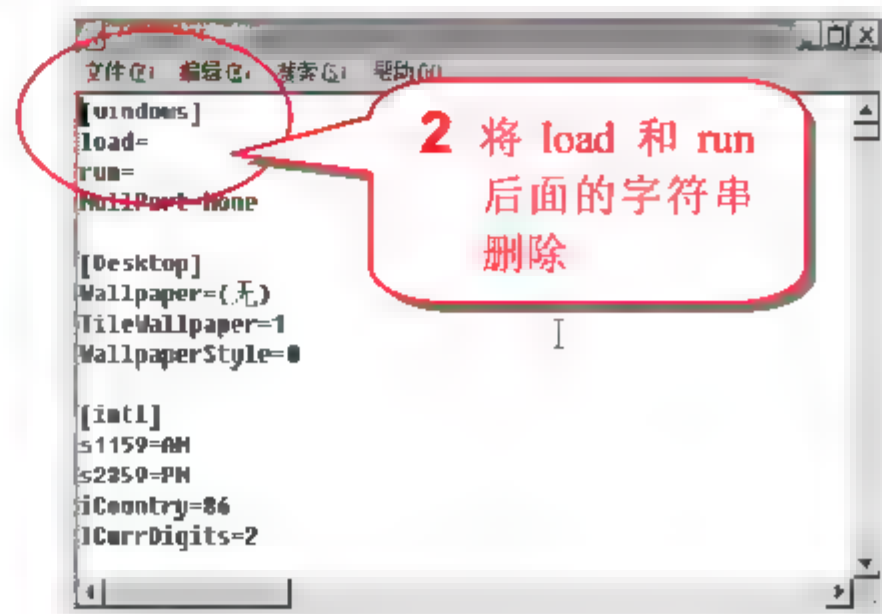 文件(F) 编辑(E) 搜索(S) 帮助(H)
[windows]
load=
run=
NullPort=None
[Desktop]
Wallpaper=(无)
TileWallpaper=1
WallpaperStyle=0
[intl]
s1159=AM
s2359=PM
iCountry=86
ICurrDigits=2
2 将 load 和 run
后面的字符串
删除